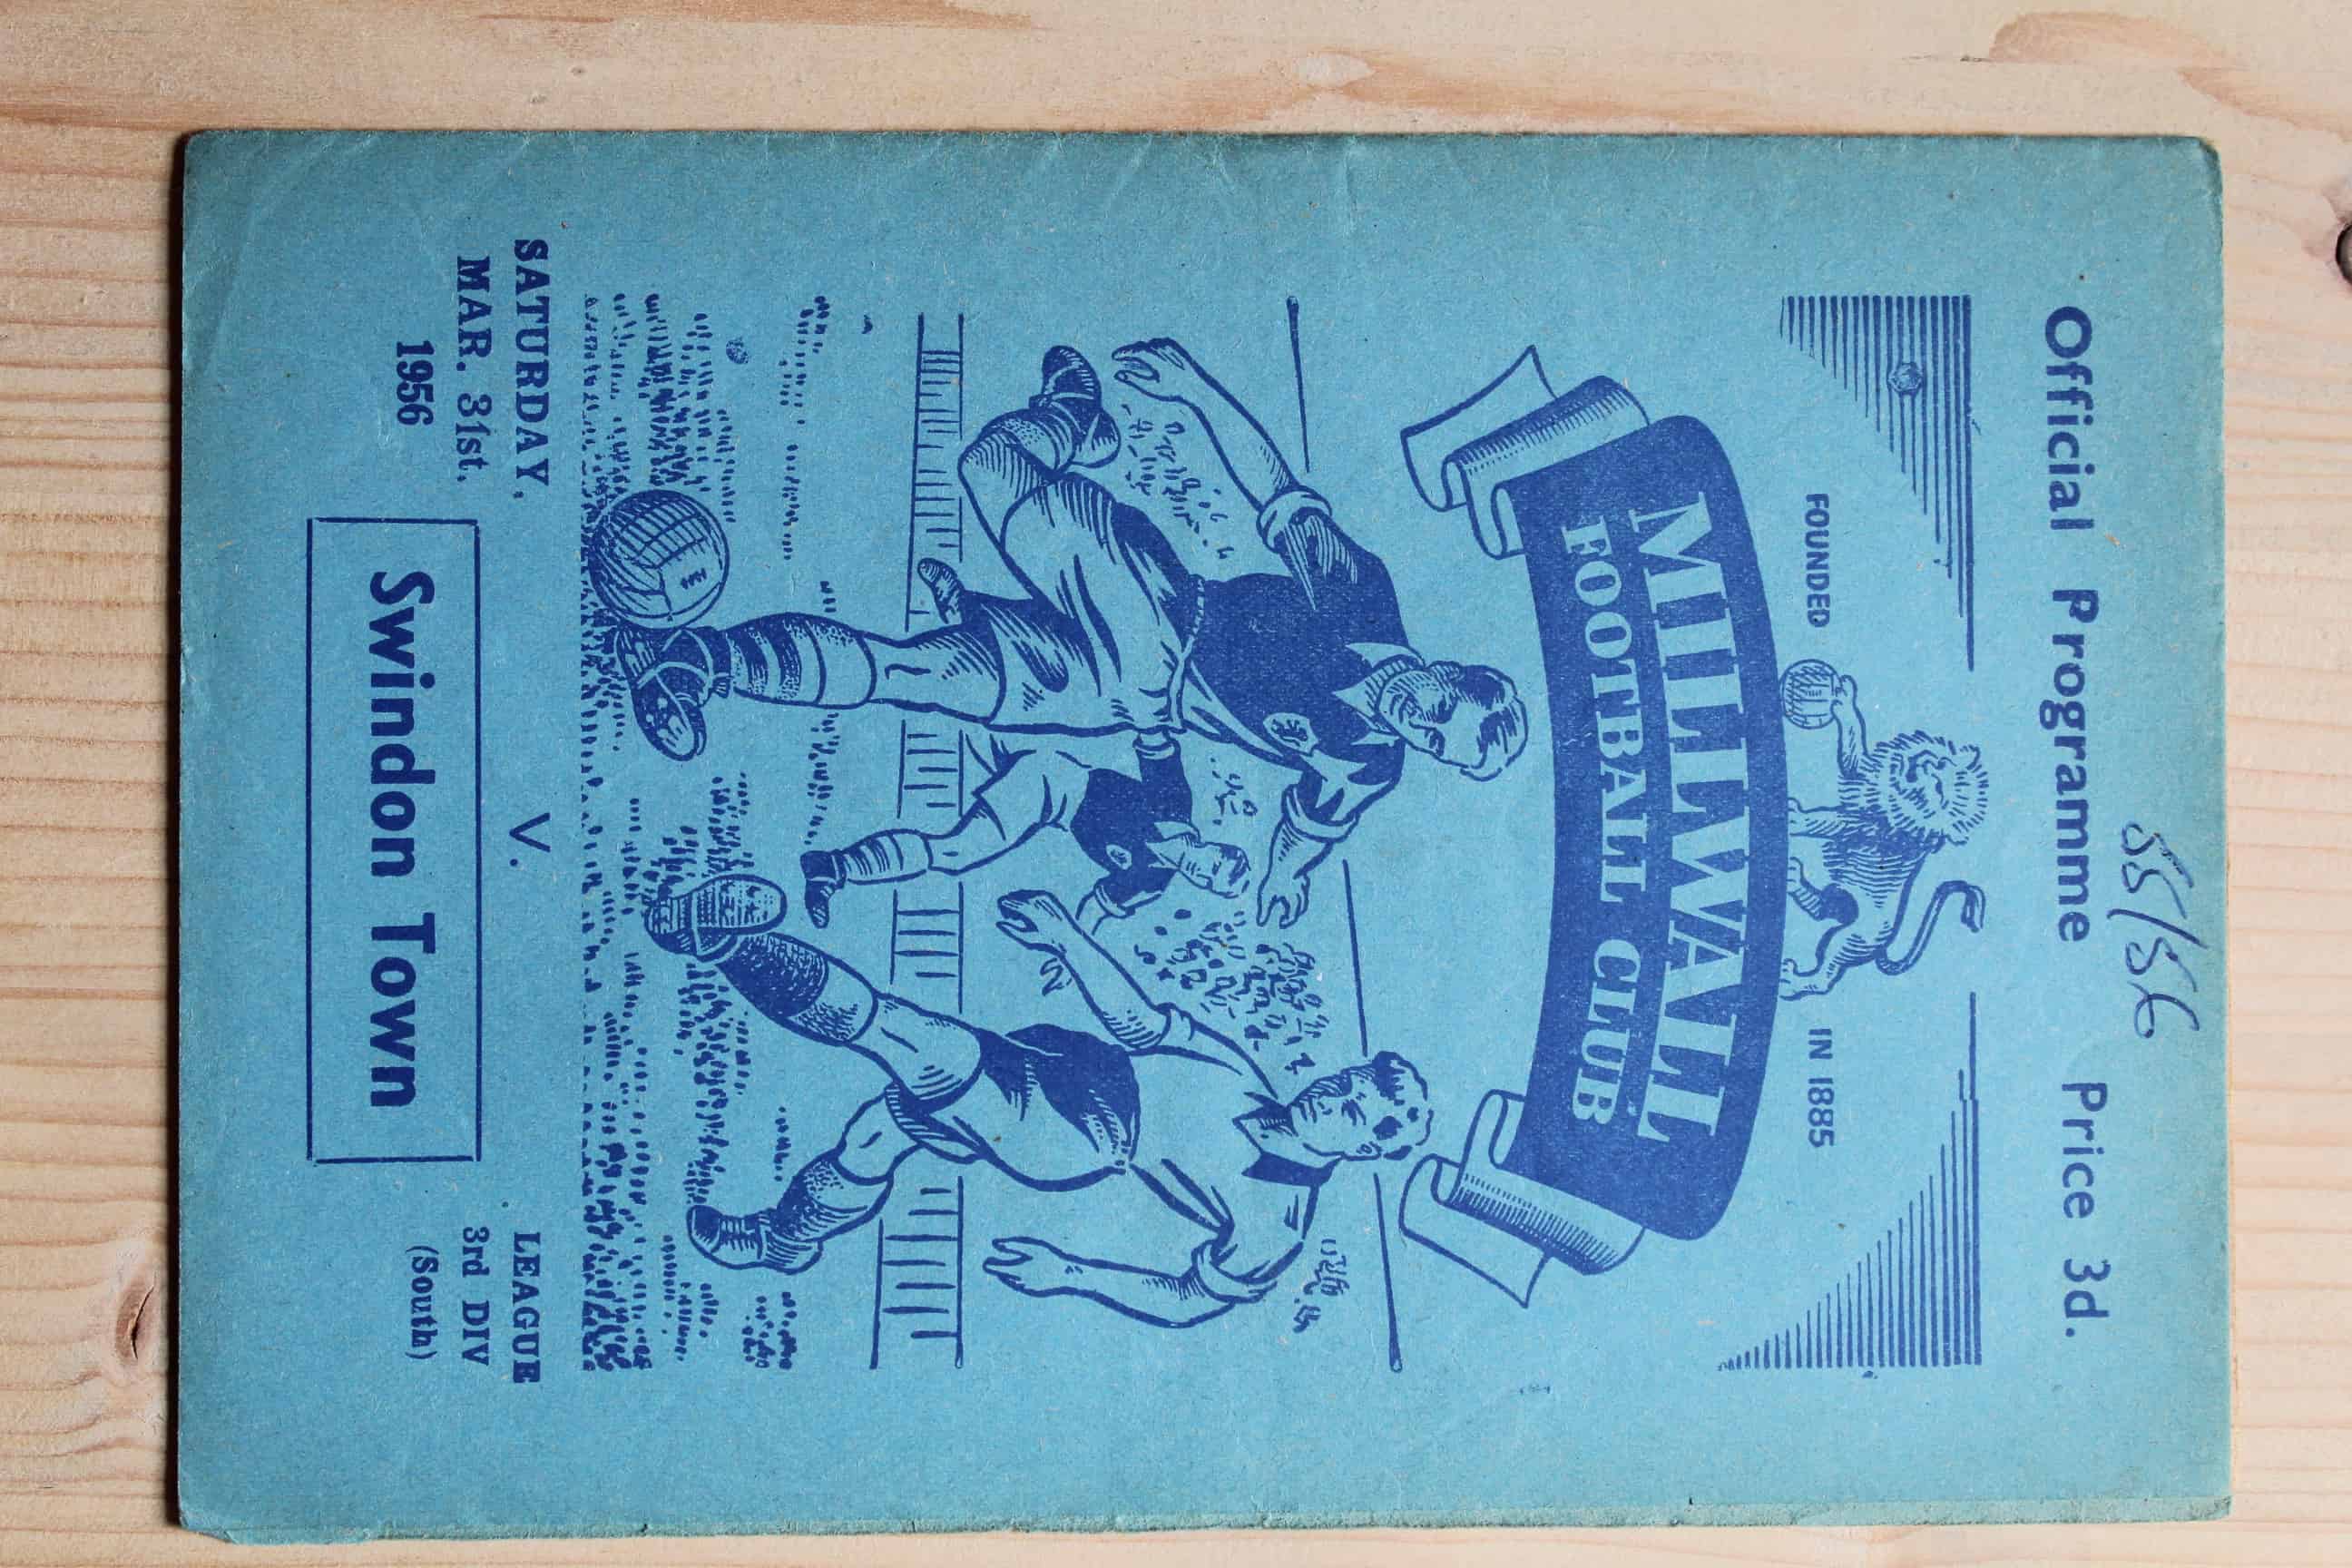 55/56
Official Programme Price 3d.
FOUNDED IN 1885
MILLWALL
FOOTBALL CLUB
SATURDAY,
MAR. 31st,
1956
V.
LEAGUE
3rd DIV
(South)
Swindon Town